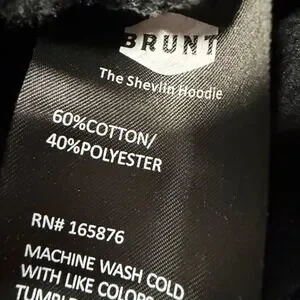 BRUNT
The Shevlin Hoodie
60%COTTON/
40%POLYESTER
RN# 165876
MACHINE WASH COLD
WITH LIKE COLORS